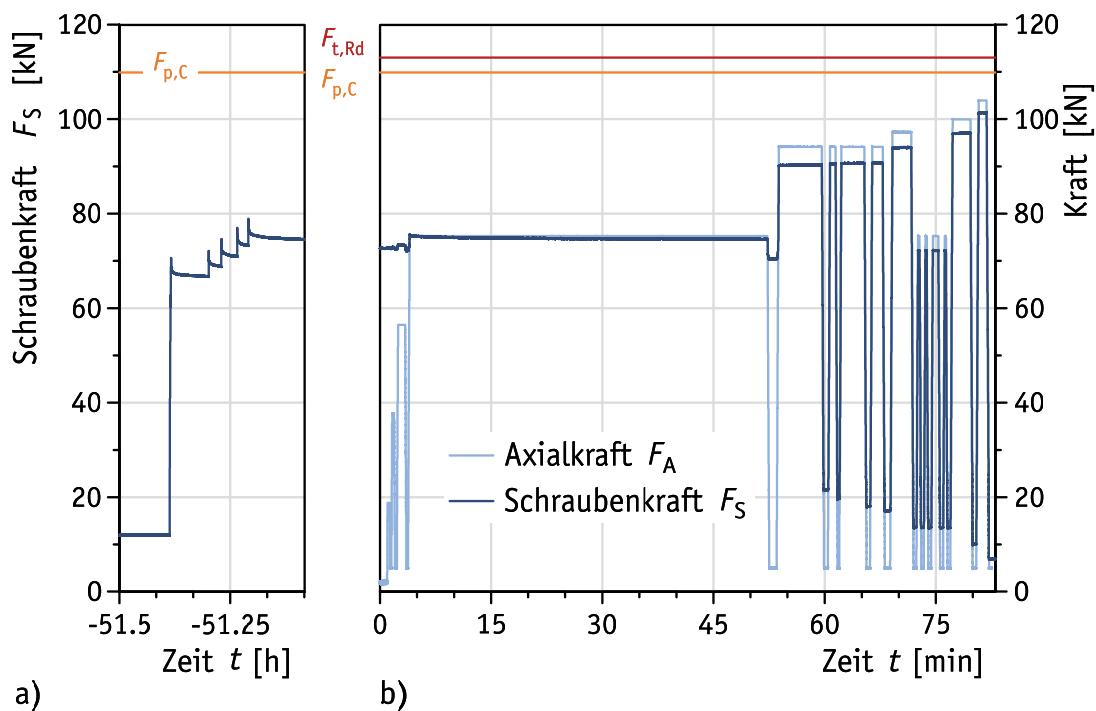 Schraubenkraft F_S [kN]
120
100
80
60
40
20
0
F_p,C
-51.5
-51.25
Zeit t [h]
a)
F_t,Rd
F_p,C
Axialkraft F_A
Schraubenkraft F_S
0
15
30
45
60
75
Zeit t [min]
120
100
80
60
40
20
0
Kraft [kN]
b)